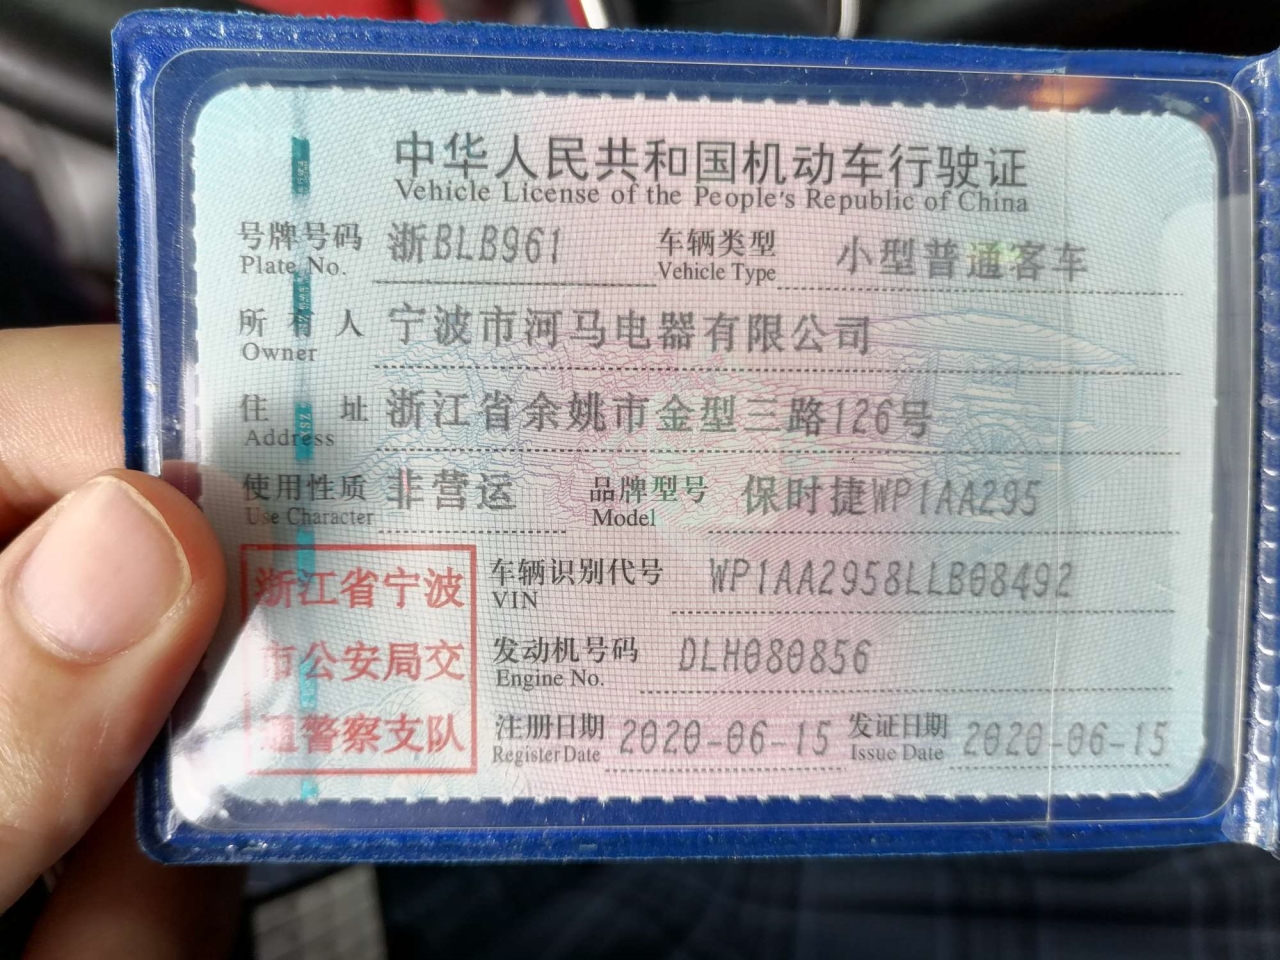 中华人民共和国机动车行驶证
Vehicle License of the People's Republic of China
号牌号码 浙BLB961 车辆类型 小型普通客车
Plate No. Vehicle Type
所有人 宁波市河马电器有限公司
Owner
住址 浙江省余姚市金型三路126号
Address
使用性质 非营运 品牌型号 保时捷WP1AA295
Use Character Model
浙江省宁波
市公安局交
通警察支队
车辆识别代号 WP1AA2958LLB08492
VIN
发动机号码 DLH080856
Engine No.
注册日期 2020-06-15 发证日期 2020-06-15
Register Date Issue Date